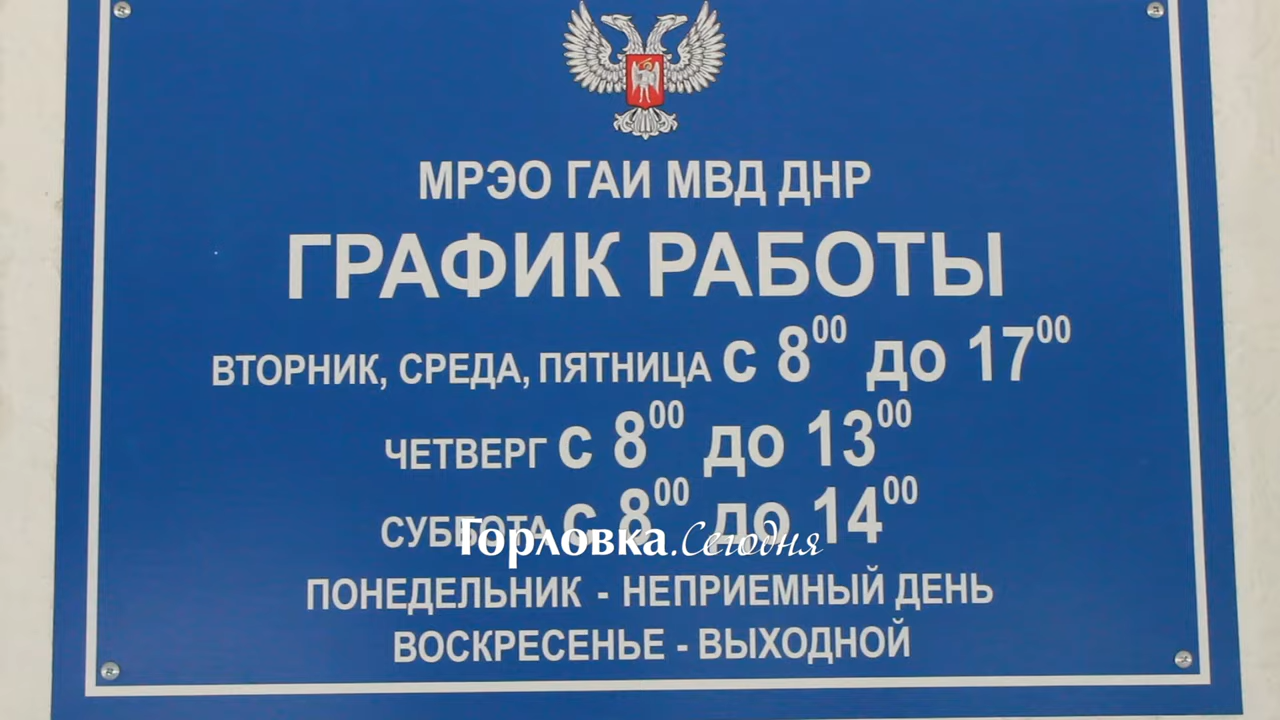 МРЭО ГАИ МВД ДНР
ГРАФИК РАБОТЫ
ВТОРНИК, СРЕДА, ПЯТНИЦА с 8⁰⁰ до 17⁰⁰
ЧЕТВЕРГ с 8⁰⁰ до 13⁰⁰
СУББОТА с 8⁰⁰ до 14⁰⁰
Горловка.Сегодня
ПОНЕДЕЛЬНИК - НЕПРИЕМНЫЙ ДЕНЬ
ВОСКРЕСЕНЬЕ - ВЫХОДНОЙ